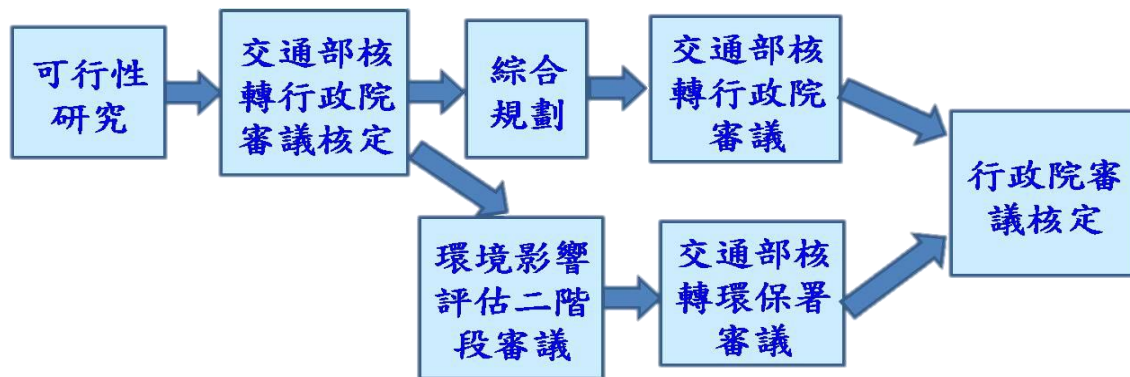 可行性
研究
交通部核
轉行政院
審議核定
綜合
規劃
交通部核
轉行政院
審議
環境影響
評估二階
段審議
交通部核
轉環保署
審議
行政院審
議核定